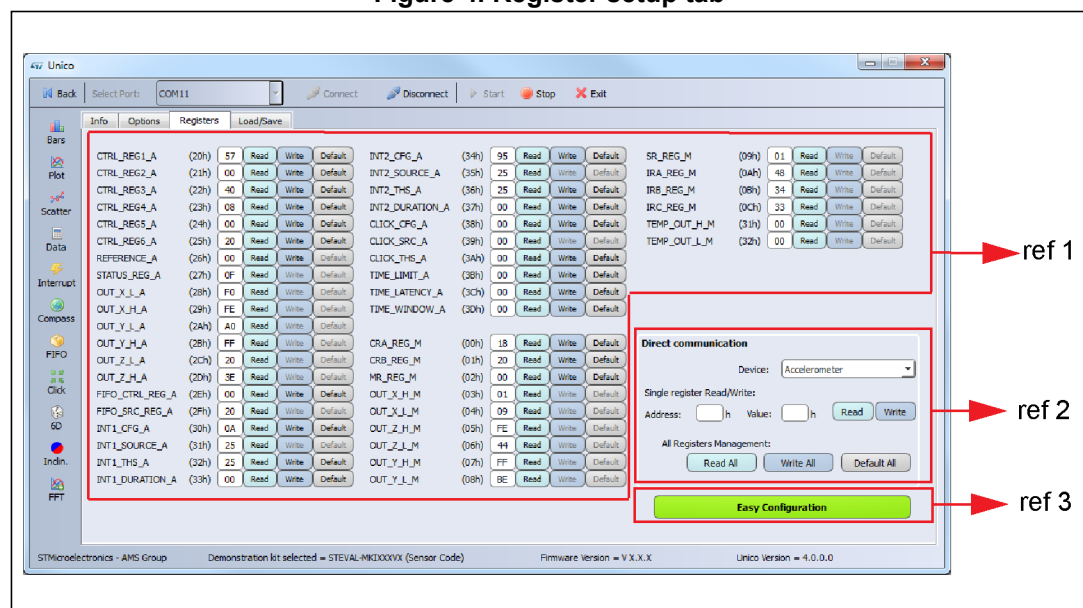 Figure 4. Register setup tab
Unico
Back Select Port: COM11 Connect Disconnect Start Stop Exit
Info Options Registers Load/Save
Bars
Plot
Scatter
Data
Interrupt
Compass
FIFO
Click
6D
Inclin.
FFT
CTRL_REG1_A (20h) 57 Read Write Default INT2_CFG_A (34h) 95 Read Write Default SR_REG_M (09h) 01 Read Write Default
CTRL_REG2_A (21h) 00 Read Write Default INT2_SOURCE_A (35h) 25 Read Write Default IRA_REG_M (0Ah) 48 Read Write Default
CTRL_REG3_A (22h) 40 Read Write Default INT2_THS_A (36h) 25 Read Write Default IRB_REG_M (0Bh) 34 Read Write Default
CTRL_REG4_A (23h) 08 Read Write Default INT2_DURATION_A (37h) 00 Read Write Default IRC_REG_M (0Ch) 33 Read Write Default
CTRL_REG5_A (24h) 00 Read Write Default CLICK_CFG_A (38h) 00 Read Write Default TEMP_OUT_H_M (31h) 00 Read Write Default
CTRL_REG6_A (25h) 20 Read Write Default CLICK_SRC_A (39h) 00 Read Write Default TEMP_OUT_L_M (32h) 00 Read Write Default
REFERENCE_A (26h) 00 Read Write Default CLICK_THS_A (3Ah) 00 Read Write Default
STATUS_REG_A (27h) 0F Read Write Default TIME_LIMIT_A (3Bh) 00 Read Write Default
OUT_X_L_A (28h) F0 Read Write Default TIME_LATENCY_A (3Ch) 00 Read Write Default
OUT_X_H_A (29h) FE Read Write Default TIME_WINDOW_A (3Dh) 00 Read Write Default
OUT_Y_L_A (2Ah) A0 Read Write Default
OUT_Y_H_A (2Bh) FF Read Write Default CRA_REG_M (00h) 18 Read Write Default
OUT_Z_L_A (2Ch) 20 Read Write Default CRB_REG_M (01h) 20 Read Write Default
OUT_Z_H_A (2Dh) 3E Read Write Default MR_REG_M (02h) 00 Read Write Default
FIFO_CTRL_REG_A (2Eh) 00 Read Write Default OUT_X_H_M (03h) 01 Read Write Default
FIFO_SRC_REG_A (2Fh) 20 Read Write Default OUT_X_L_M (04h) 09 Read Write Default
INT1_CFG_A (30h) 0A Read Write Default OUT_Z_H_M (05h) FE Read Write Default
INT1_SOURCE_A (31h) 25 Read Write Default OUT_Z_L_M (06h) 44 Read Write Default
INT1_THS_A (32h) 25 Read Write Default OUT_Y_H_M (07h) FF Read Write Default
INT1_DURATION_A (33h) 00 Read Write Default OUT_Y_L_M (08h) BE Read Write Default
ref 1
Direct communication
Device: Accelerometer
Single register Read/Write:
Address: h Value: h Read Write
All Registers Management:
Read All Write All Default All
ref 2
Easy Configuration
ref 3
STMicroelectronics - AMS Group Demonstration kit selected = STEVAL-MKIXXXVX (Sensor Code) Firmware Version = V X.X.X Unico Version = 4.0.0.0